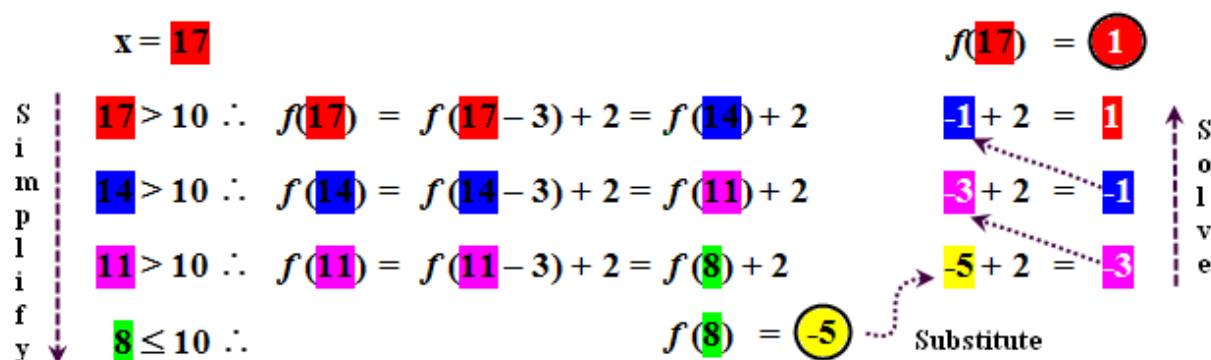 x = 17 f(17) = 1
17 > 10 ∴ f(17) = f(17 – 3) + 2 = f(14) + 2 -1 + 2 = 1
14 > 10 ∴ f(14) = f(14 – 3) + 2 = f(11) + 2 -3 + 2 = -1
11 > 10 ∴ f(11) = f(11 – 3) + 2 = f(8) + 2 -5 + 2 = -3
8 ≤ 10 ∴ f(8) = -5 Substitute
Simplify
Solve